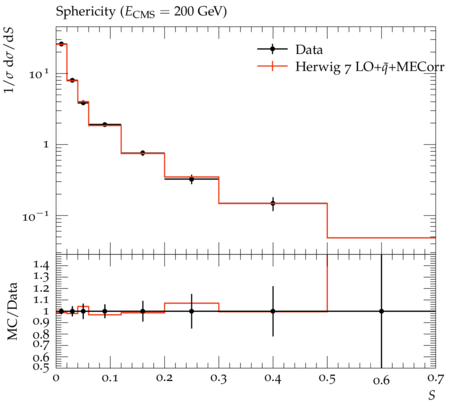 Sphericity (E_CMS = 200 GeV)
1/σ dσ/dS
Data
Herwig 7 LO+q̃+MECorr
10¹
1
10⁻¹
MC/Data
1.4
1.3
1.2
1.1
1
0.9
0.8
0.7
0.6
0.5
0 0.1 0.2 0.3 0.4 0.5 0.6 0.7
S